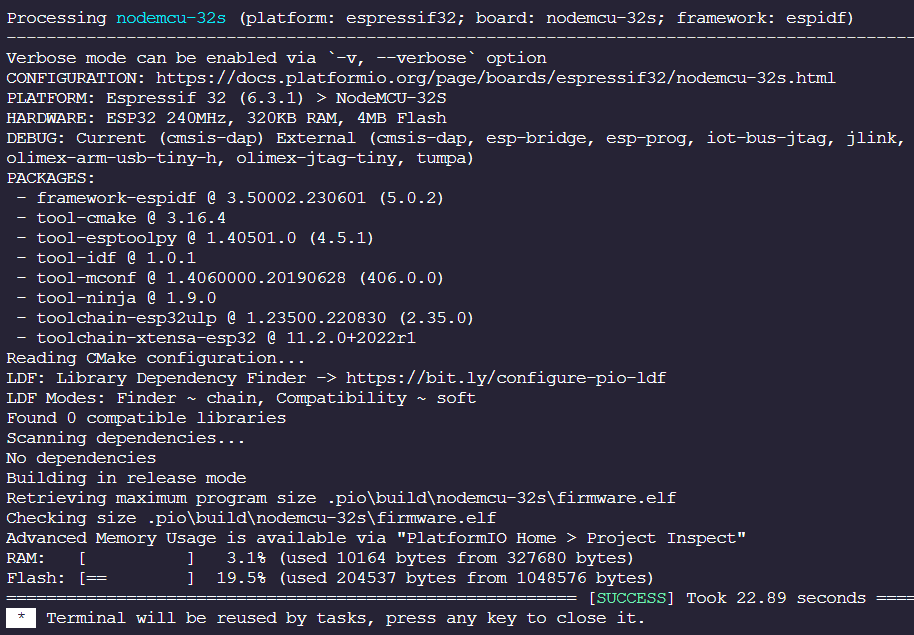 Processing nodemcu-32s (platform: espressif32; board: nodemcu-32s; framework: espidf)
--------------------------------------------------------------------------------------------
Verbose mode can be enabled via `-v, --verbose` option
CONFIGURATION: https://docs.platformio.org/page/boards/espressif32/nodemcu-32s.html
PLATFORM: Espressif 32 (6.3.1) > NodeMCU-32S
HARDWARE: ESP32 240MHz, 320KB RAM, 4MB Flash
DEBUG: Current (cmsis-dap) External (cmsis-dap, esp-bridge, esp-prog, iot-bus-jtag, jlink,
olimex-arm-usb-tiny-h, olimex-jtag-tiny, tumpa)
PACKAGES:
 - framework-espidf @ 3.50002.230601 (5.0.2)
 - tool-cmake @ 3.16.4
 - tool-esptoolpy @ 1.40501.0 (4.5.1)
 - tool-idf @ 1.0.1
 - tool-mconf @ 1.4060000.20190628 (406.0.0)
 - tool-ninja @ 1.9.0
 - toolchain-esp32ulp @ 1.23500.220830 (2.35.0)
 - toolchain-xtensa-esp32 @ 11.2.0+2022r1
Reading CMake configuration...
LDF: Library Dependency Finder -> https://bit.ly/configure-pio-ldf
LDF Modes: Finder ~ chain, Compatibility ~ soft
Found 0 compatible libraries
Scanning dependencies...
No dependencies
Building in release mode
Retrieving maximum program size .pio\build\nodemcu-32s\firmware.elf
Checking size .pio\build\nodemcu-32s\firmware.elf
Advanced Memory Usage is available via "PlatformIO Home > Project Inspect"
RAM:   [          ]   3.1% (used 10164 bytes from 327680 bytes)
Flash: [==        ]  19.5% (used 204537 bytes from 1048576 bytes)
========================================================= [SUCCESS] Took 22.89 seconds ====
 *  Terminal will be reused by tasks, press any key to close it.